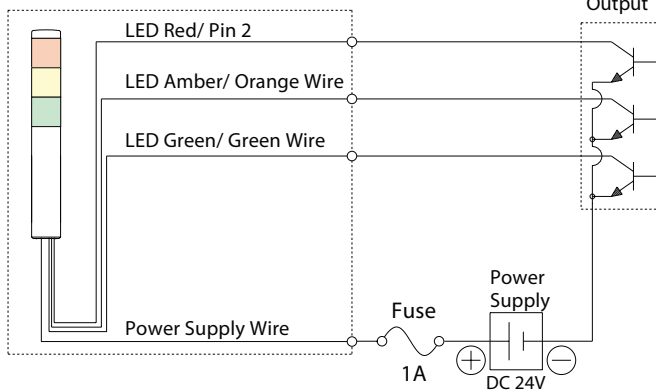 Output
LED Red/ Pin 2
LED Amber/ Orange Wire
LED Green/ Green Wire
Power Supply Wire
Fuse
1A
Power
Supply
+
−
DC 24V